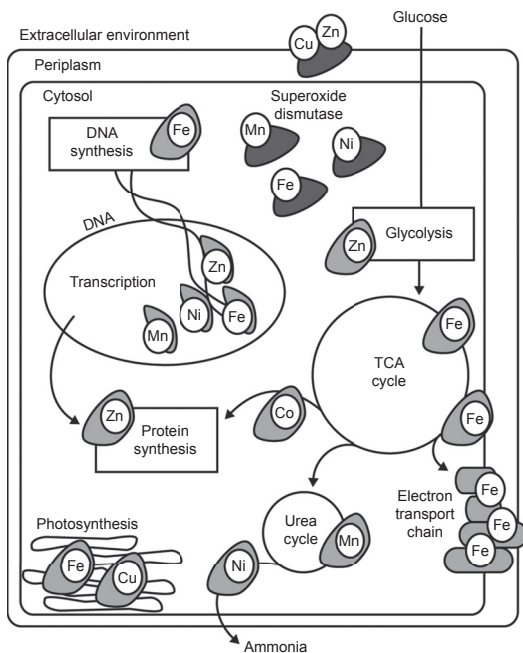 Glucose
Extracellular environment
Cu
Zn
Periplasm
Cytosol
Superoxide
dismutase
DNA
synthesis
Fe
Mn
Ni
Fe
DNA
Glycolysis
Zn
Transcription
Zn
Ni
Fe
Mn
Fe
TCA
cycle
Zn
Protein
synthesis
Co
Fe
Electron
transport
chain
Fe
Fe
Fe
Photosynthesis
Fe
Cu
Urea
cycle
Mn
Ni
Ammonia